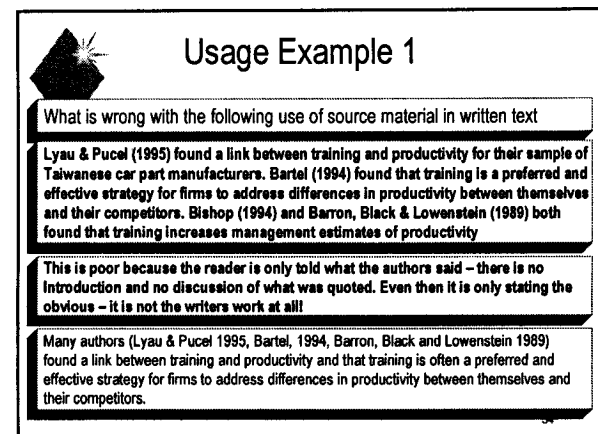 Usage Example 1
What is wrong with the following use of source material in written text
Lyau & Pucel (1995) found a link between training and productivity for their sample of
Taiwanese car part manufacturers. Bartel (1994) found that training is a preferred and
effective strategy for firms to address differences in productivity between themselves
and their competitors. Bishop (1994) and Barron, Black & Lowenstein (1989) both
found that training increases management estimates of productivity
This is poor because the reader is only told what the authors said – there is no
Introduction and no discussion of what was quoted. Even then it is only stating the
obvious – it is not the writers work at all!
Many authors (Lyau & Pucel 1995, Bartel, 1994, Barron, Black and Lowenstein 1989)
found a link between training and productivity and that training is often a preferred and
effective strategy for firms to address differences in productivity between themselves and
their competitors.